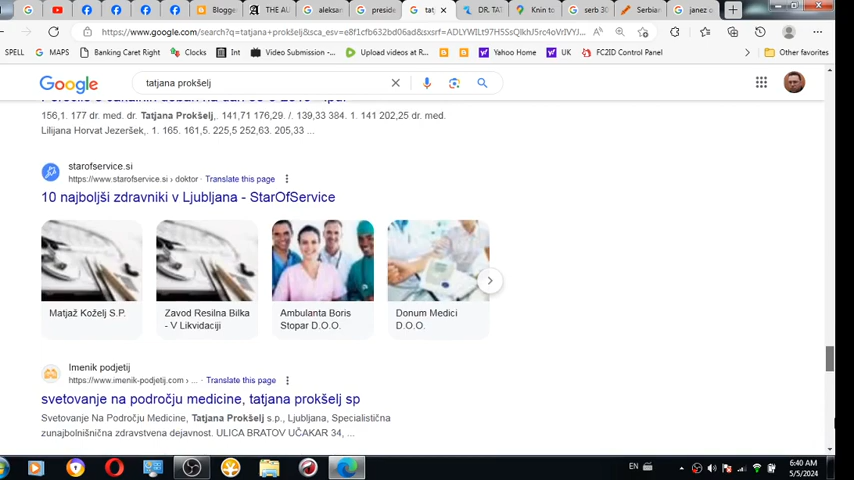 Blogge
THE AU
aleksan
presid
tatj
DR. TAT
Knin to
serb 30
Serbian
janez d
https://www.google.com/search?q=tatjana+prokšelj&sca_esv=e8f1cfb632bd06ad&sxsrf=
SPELL
MAPS
Banking Caret Right
Clocks
Int
Video Submission -...
Upload videos at R...
Yahoo Home
UK
FCZID Control Panel
Other favorites
Google
tatjana prokšelj
156,1. 177 dr. med. dr. Tatjana Prokšelj,. 141,71 176,29. /. 139,33 384. 1. 141 202,25 dr. med.
Lilijana Horvat Jezeršek,. 1. 165. 161,5. 225,5 252,63. 205,33 ...
starofservice.si
https://www.starofservice.si › doktor · Translate this page
10 najboljši zdravniki v Ljubljana - StarOfService
Matjaž Koželj S.P.
Zavod Resilna Bilka
- V Likvidaciji
Ambulanta Boris
Stopar D.O.O.
Donum Medici
D.O.O.
Imenik podjetij
https://www.imenik-podjetij.com › ... · Translate this page
svetovanje na področju medicine, tatjana prokšelj sp
Svetovanje Na Področju Medicine, Tatjana Prokšelj s.p., Ljubljana, Specialistična
zunajbolnišnična zdravstvena dejavnost. ULICA BRATOV UČAKAR 34, ...
EN
6:40 AM
5/5/2024